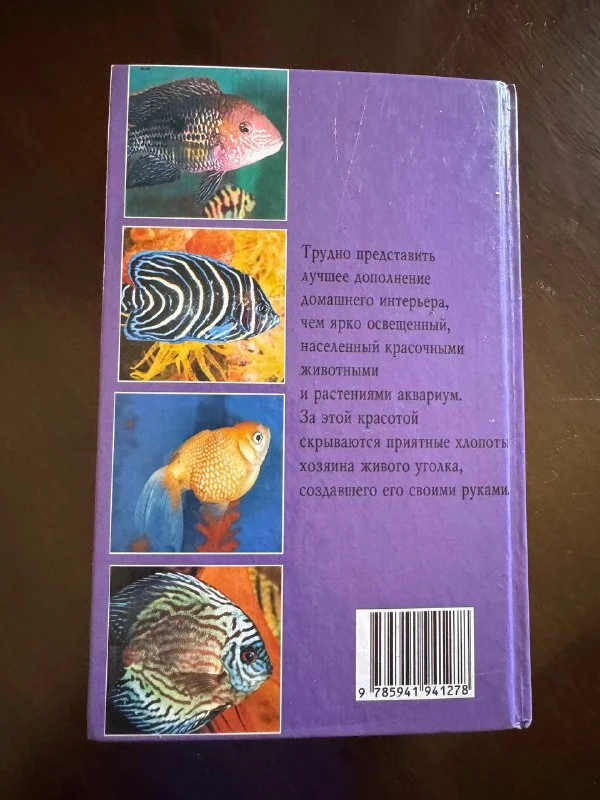 Трудно представить
лучшее дополнение
домашнего интерьера,
чем ярко освещенный,
населенный красочными
животными
и растениями аквариум.
За этой красотой
скрываются приятные хлопоты
хозяина живого уголка,
создавшего его своими руками.
9 785941 941278